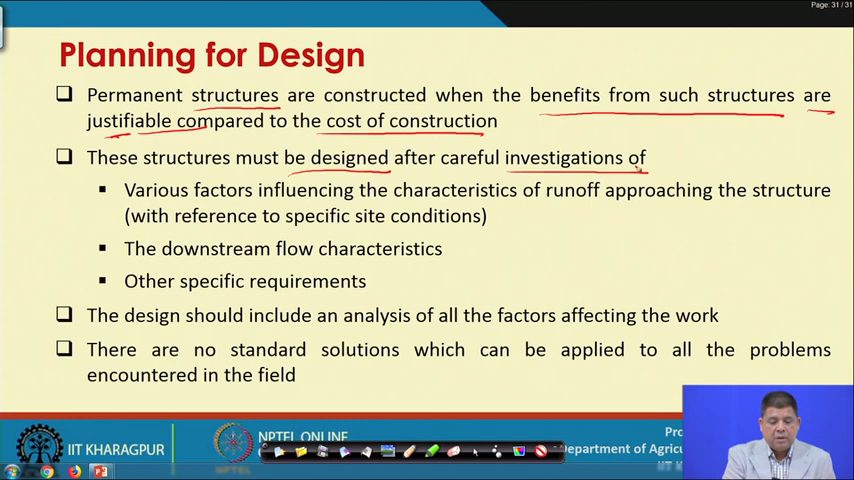 Page: 31 / 31
Planning for Design
Permanent structures are constructed when the benefits from such structures are
justifiable compared to the cost of construction
These structures must be designed after careful investigations of
Various factors influencing the characteristics of runoff approaching the structure
(with reference to specific site conditions)
The downstream flow characteristics
Other specific requirements
The design should include an analysis of all the factors affecting the work
There are no standard solutions which can be applied to all the problems
encountered in the field
IIT KHARAGPUR
NPTEL ONLINE
NPTEL
Department of Agricu